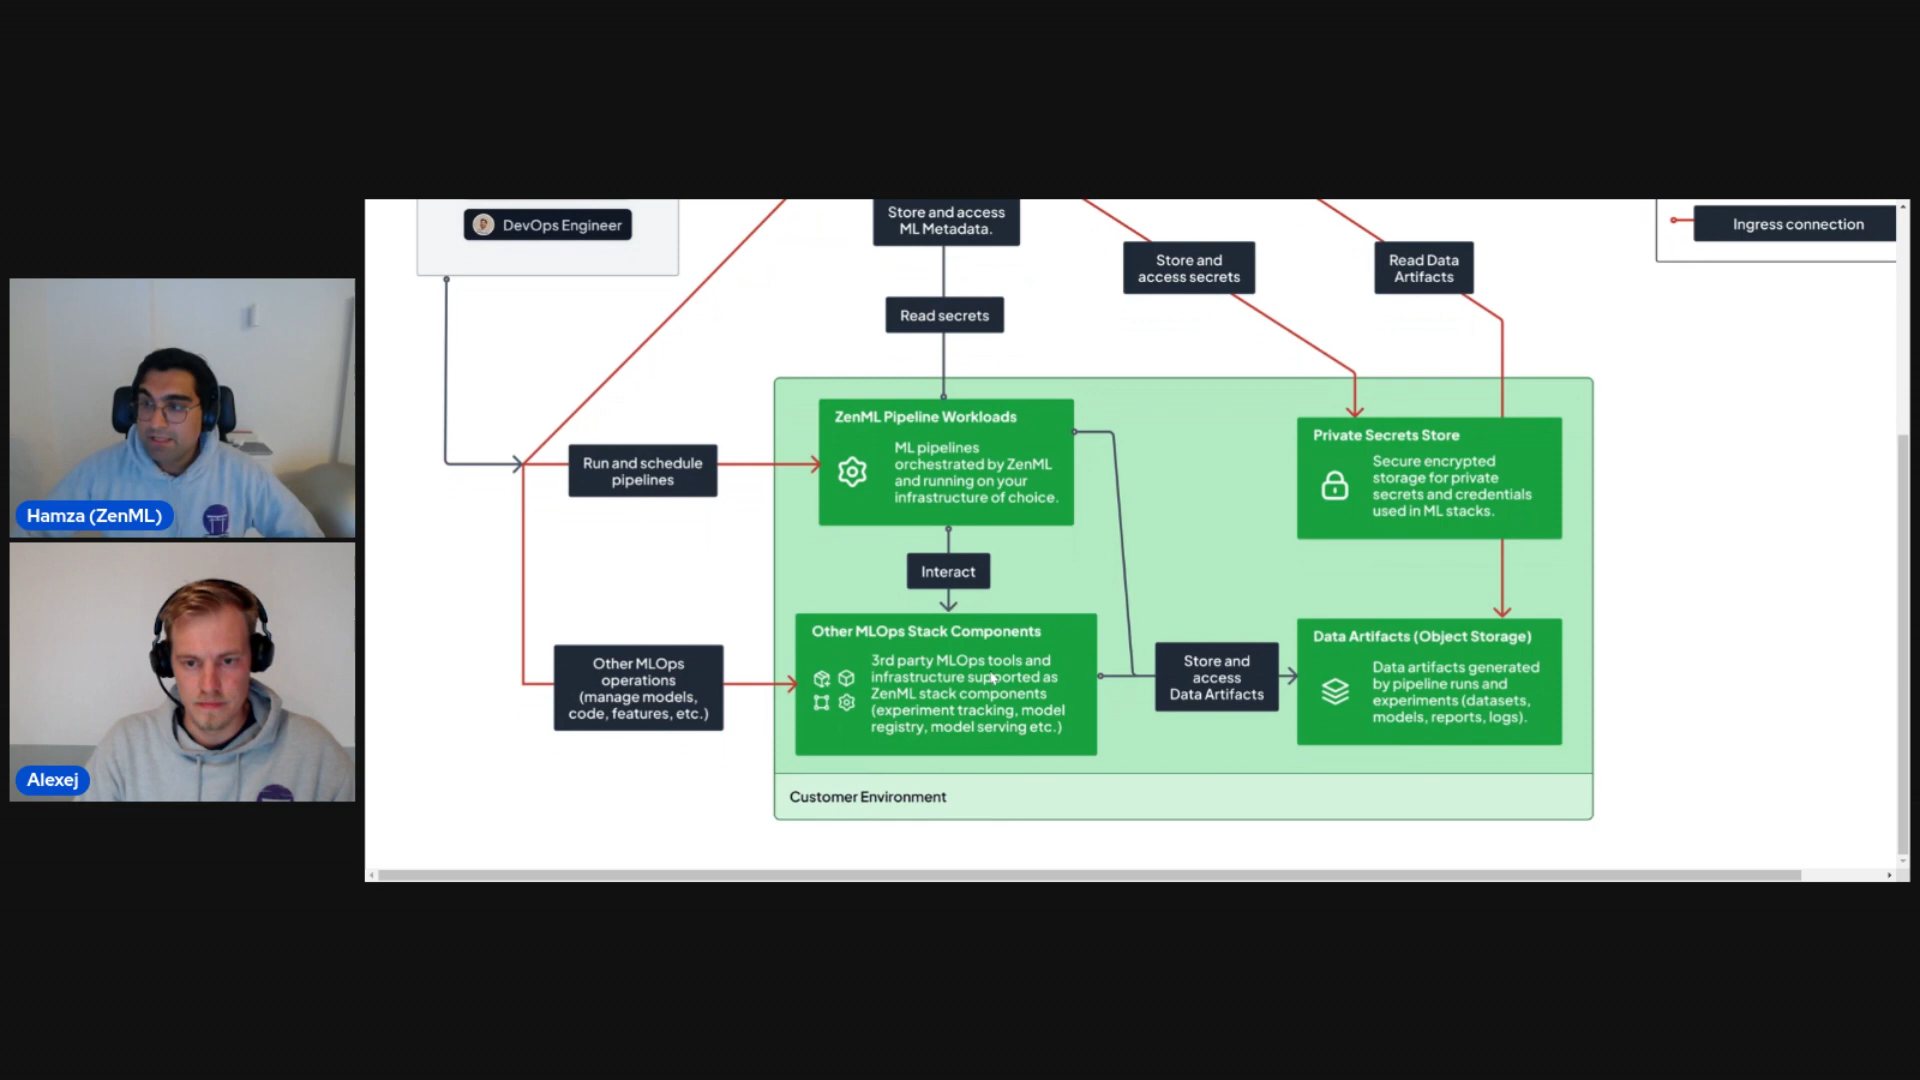 DevOps Engineer
Store and access
ML Metadata.
Ingress connection
Store and
access secrets
Read Data
Artifacts
Read secrets
ZenML Pipeline Workloads
ML pipelines
orchestrated by ZenML
and running on your
infrastructure of choice.
Private Secrets Store
Secure encrypted
storage for private
secrets and credentials
used in ML stacks.
Run and schedule
pipelines
Hamza (ZenML)
Interact
Other MLOps Stack Components
3rd party MLOps tools and
infrastructure supported as
ZenML stack components
(experiment tracking, model
registry, model serving etc.)
Other MLOps
operations
(manage models,
code, features, etc.)
Store and
access
Data Artifacts
Data Artifacts (Object Storage)
Data artifacts generated
by pipeline runs and
experiments (datasets,
models, reports, logs).
Alexej
Customer Environment